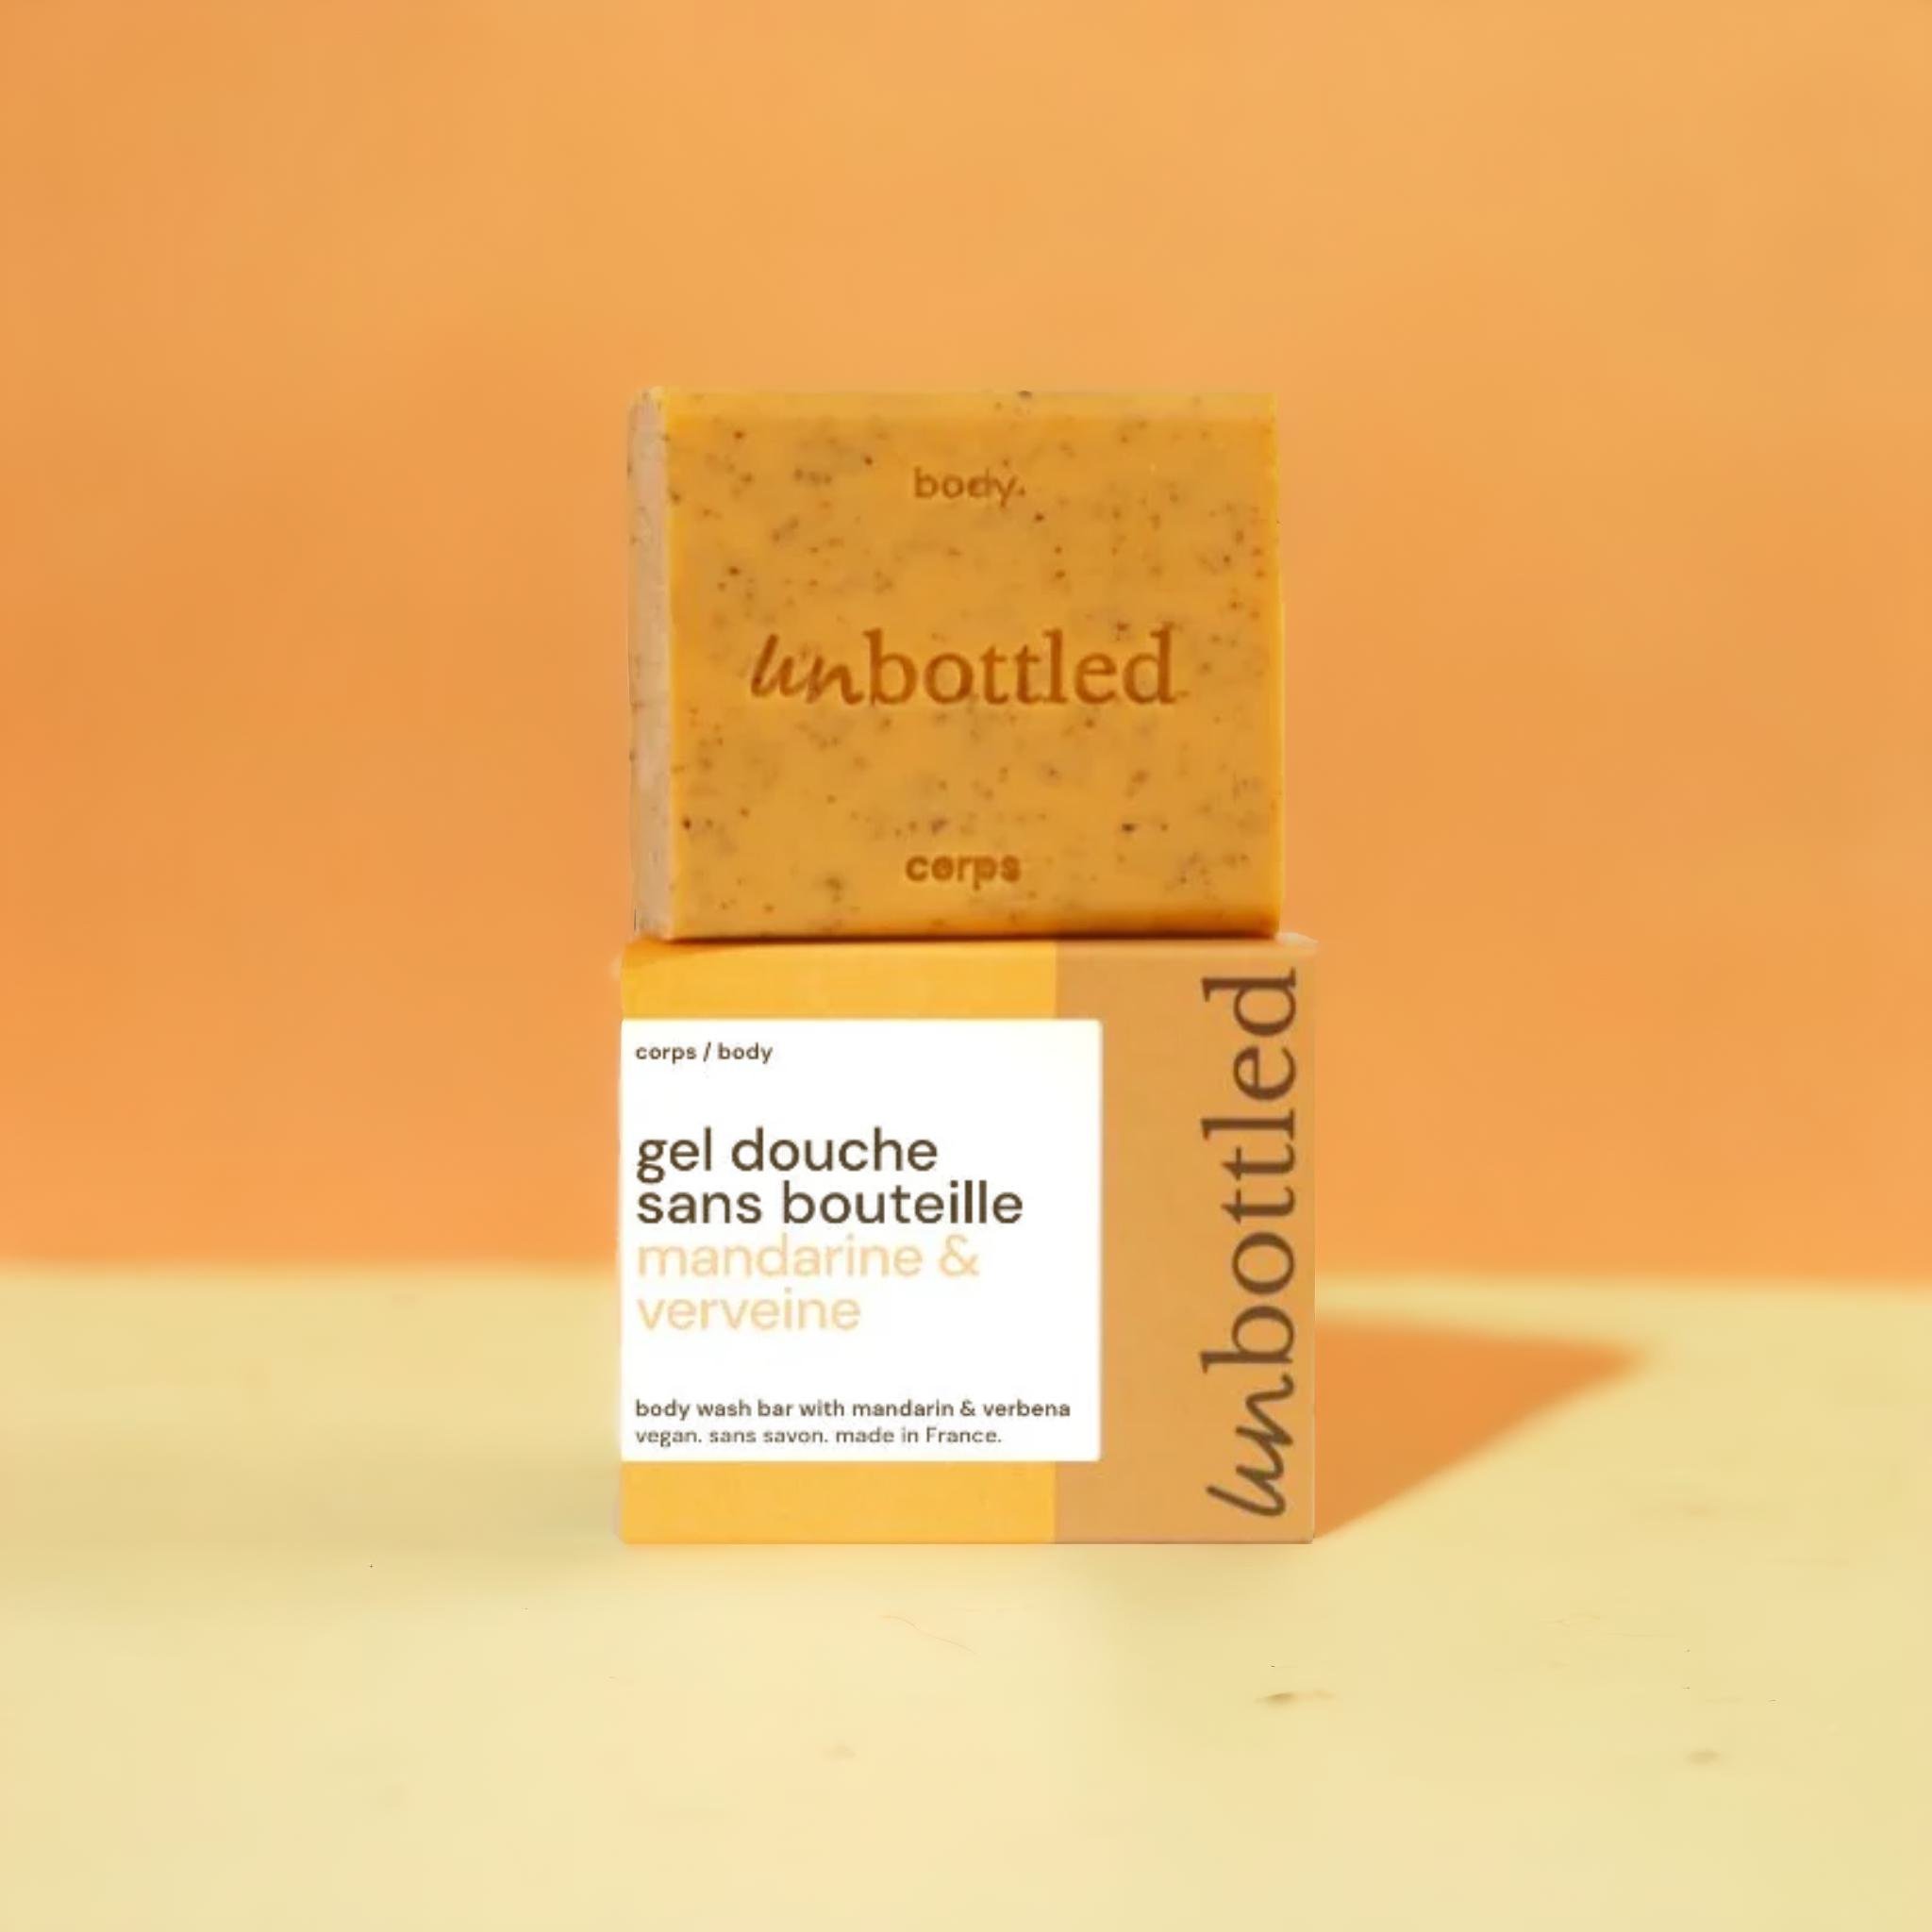 body.
unbottled
corps
corps / body
gel douche
sans bouteille
mandarine &
verveine
body wash bar with mandarin & verbena
vegan. sans savon. made in France.
unbottled